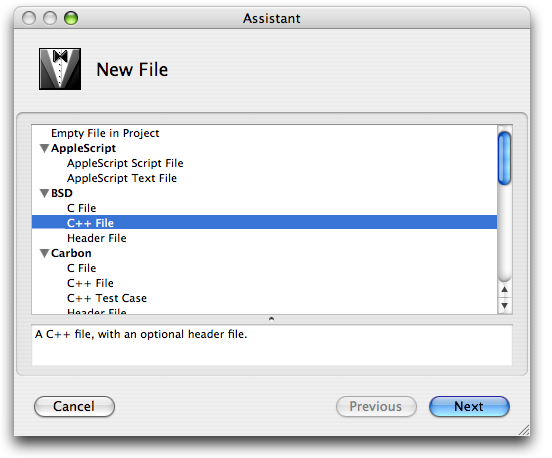 Assistant
New File
Empty File in Project
AppleScript
AppleScript Script File
AppleScript Text File
BSD
C File
C++ File
Header File
Carbon
C File
C++ File
C++ Test Case
Header File
A C++ file, with an optional header file.
Cancel
Previous
Next